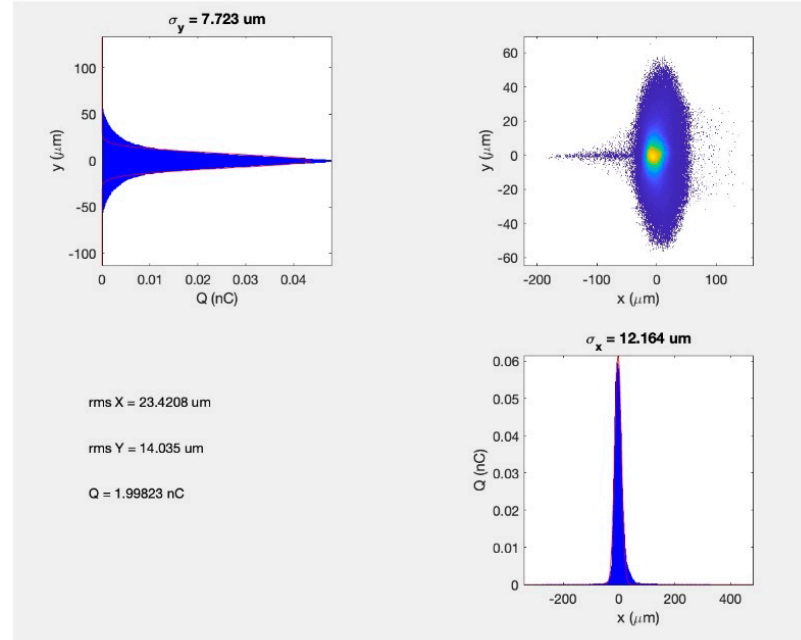 σy = 7.723 um
100
50
0
-50
-100
y (μm)
0
0.01
0.02
0.03
0.04
Q (nC)
60
40
20
0
-20
-40
-60
y (μm)
-200
-100
0
100
x (μm)
rms X = 23.4208 um
rms Y = 14.035 um
Q = 1.99823 nC
σx = 12.164 um
0.06
0.05
0.04
0.03
0.02
0.01
0
Q (nC)
-200
0
200
400
x (μm)